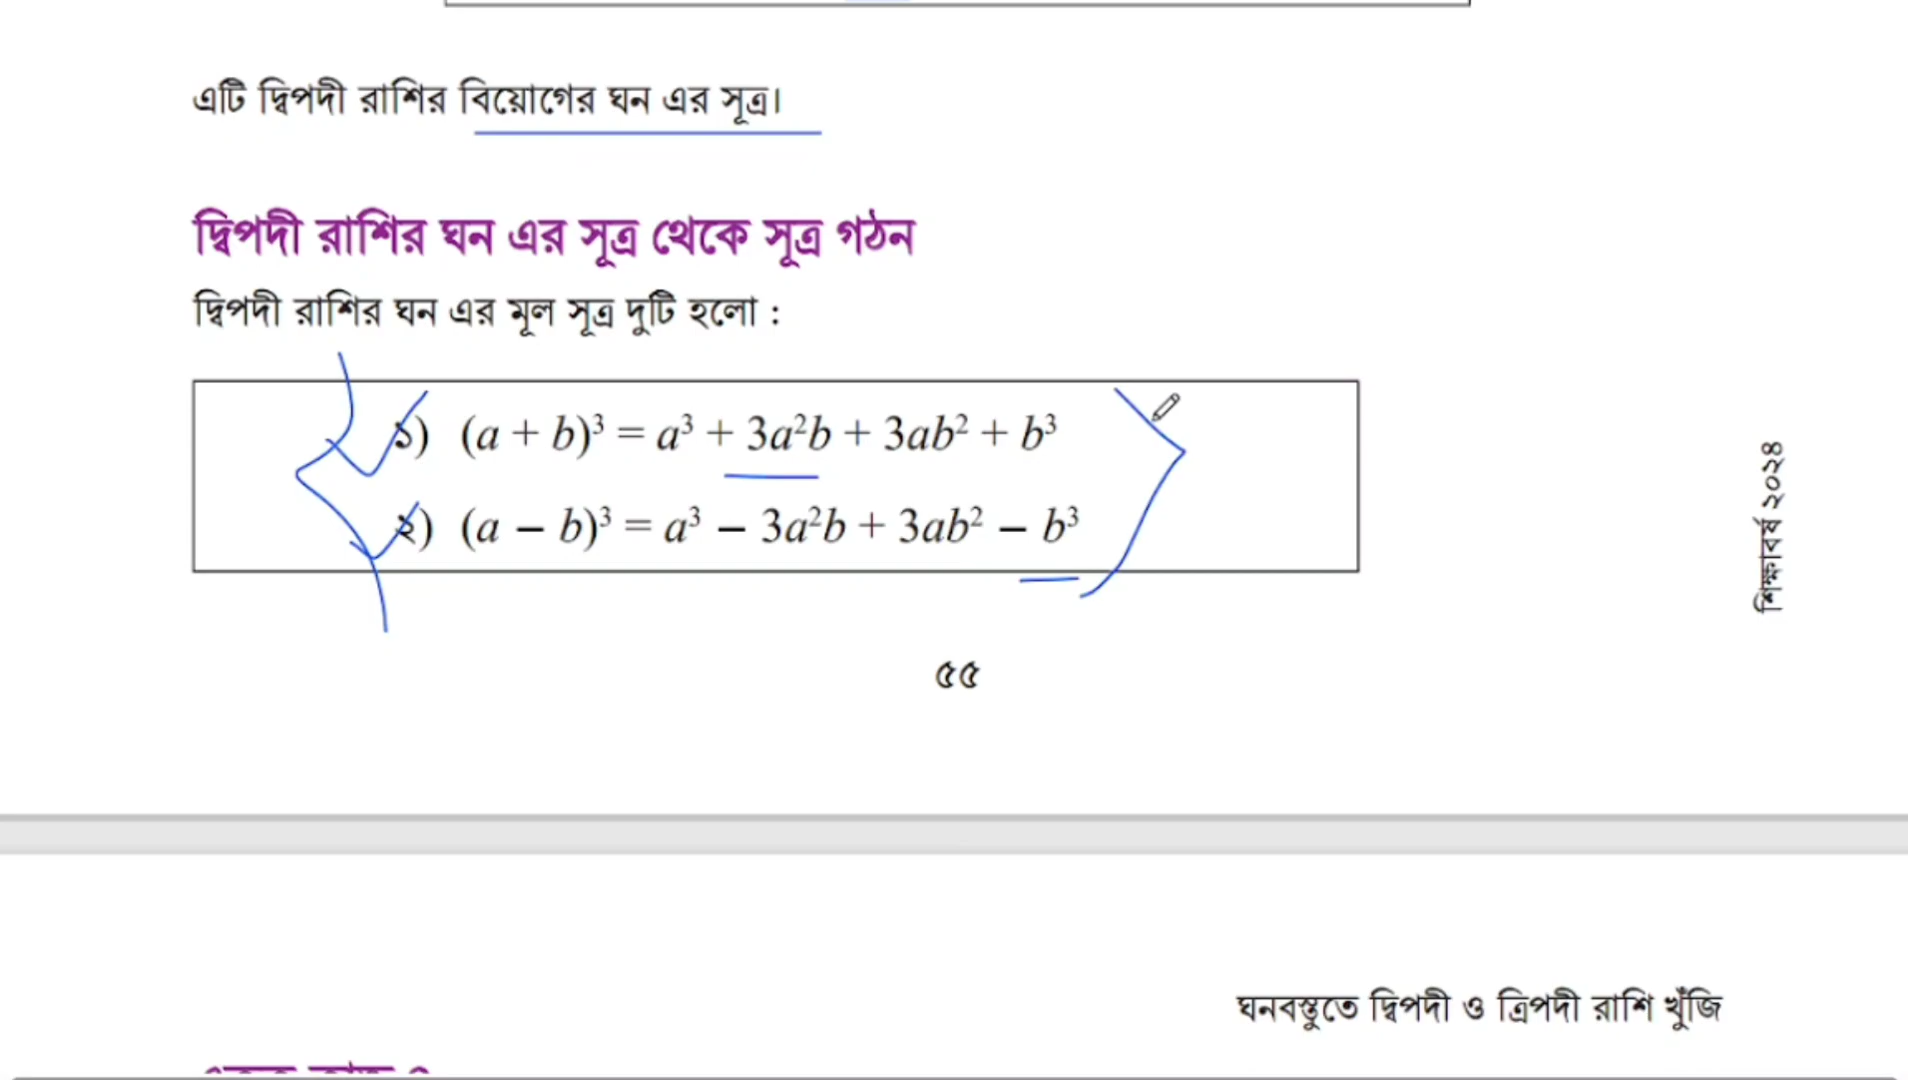 এটি দ্বিপদী রাশির বিয়োগের ঘন এর সূত্র।
দ্বিপদী রাশির ঘন এর সূত্র থেকে সূত্র গঠন
দ্বিপদী রাশির ঘন এর মূল সূত্র দুটি হলো :
১) (a + b)³ = a³ + 3a²b + 3ab² + b³
২) (a – b)³ = a³ – 3a²b + 3ab² – b³
শিক্ষাবর্ষ ২০২৪
৫৫
ঘনবস্তুতে দ্বিপদী ও ত্রিপদী রাশি খুঁজি